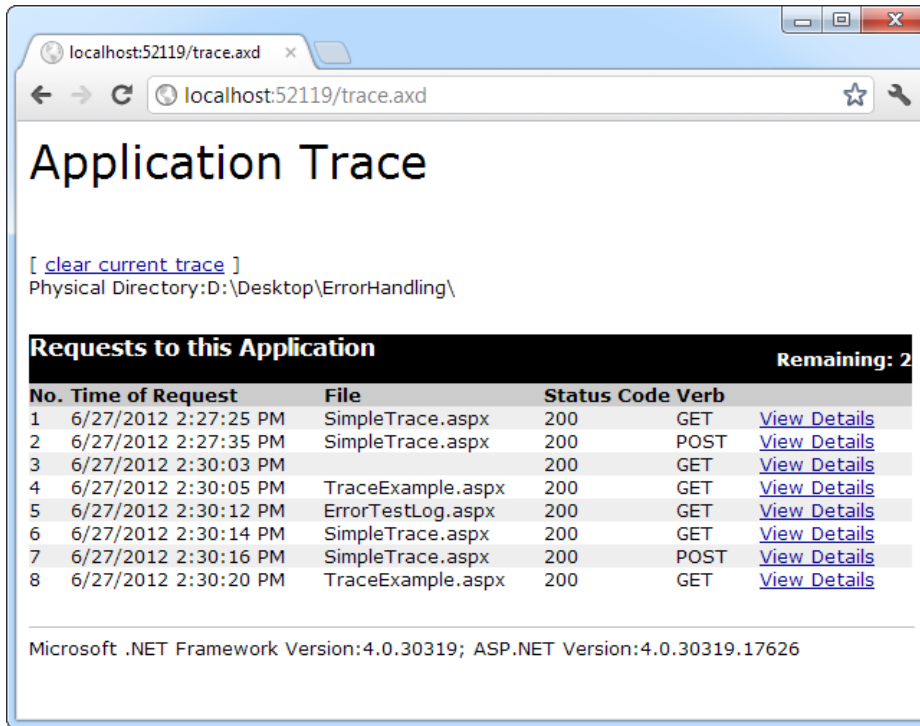 localhost:52119/trace.axd
localhost:52119/trace.axd
Application Trace
[ clear current trace ]
Physical Directory:D:\Desktop\ErrorHandling\
Requests to this Application Remaining: 2
No. Time of Request File Status Code Verb
1 6/27/2012 2:27:25 PM SimpleTrace.aspx 200 GET View Details
2 6/27/2012 2:27:35 PM SimpleTrace.aspx 200 POST View Details
3 6/27/2012 2:30:03 PM 200 GET View Details
4 6/27/2012 2:30:05 PM TraceExample.aspx 200 GET View Details
5 6/27/2012 2:30:12 PM ErrorTestLog.aspx 200 GET View Details
6 6/27/2012 2:30:14 PM SimpleTrace.aspx 200 GET View Details
7 6/27/2012 2:30:16 PM SimpleTrace.aspx 200 POST View Details
8 6/27/2012 2:30:20 PM TraceExample.aspx 200 GET View Details
Microsoft .NET Framework Version:4.0.30319; ASP.NET Version:4.0.30319.17626